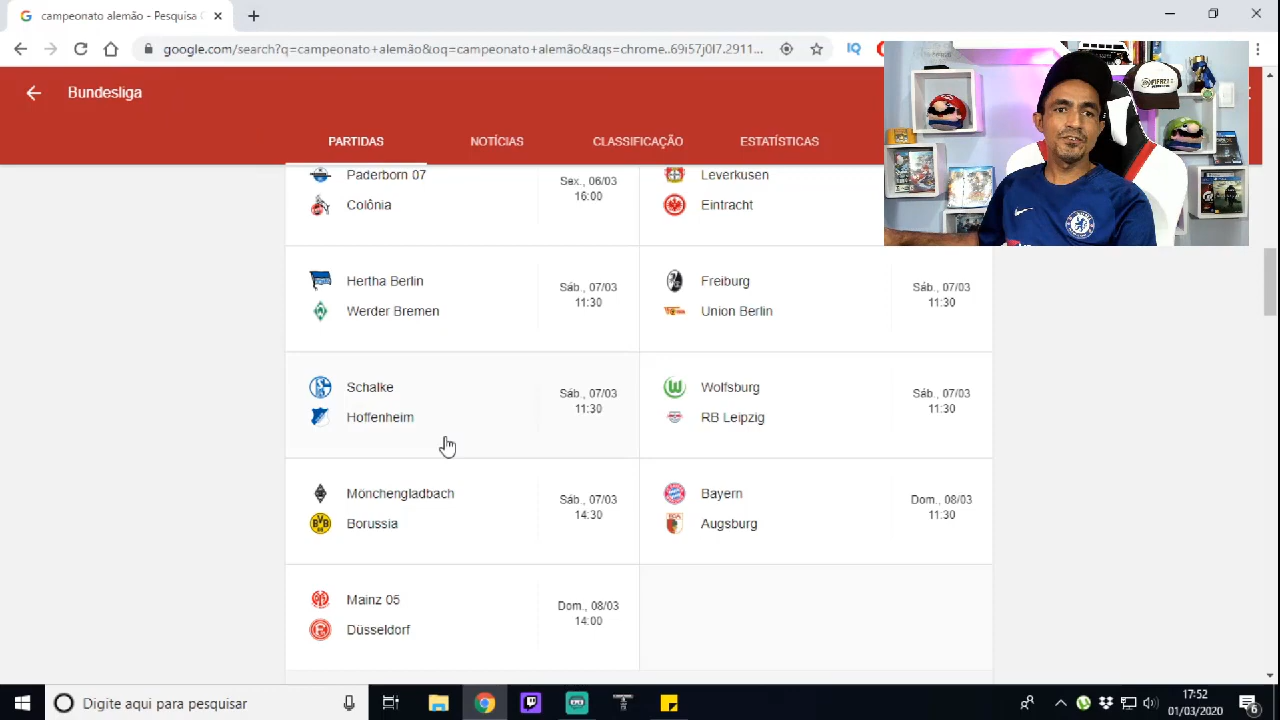 campeonato alemão - Pesquisa
google.com/search?q=campeonato+alemão&oq=campeonato+alemão&aqs=chrome..69i57j0l7.2911...
IQ
Bundesliga
PARTIDAS
NOTÍCIAS
CLASSIFICAÇÃO
ESTATÍSTICAS
Paderborn 07
Colônia
Sex., 06/03
16:00
Leverkusen
Eintracht
Hertha Berlin
Werder Bremen
Sáb., 07/03
11:30
Freiburg
Union Berlin
Sáb., 07/03
11:30
Schalke
Hoffenheim
Sáb., 07/03
11:30
Wolfsburg
RB Leipzig
Sáb., 07/03
11:30
Mönchengladbach
Borussia
Sáb., 07/03
14:30
Bayern
Augsburg
Dom., 08/03
11:30
Mainz 05
Düsseldorf
Dom., 08/03
14:00
Digite aqui para pesquisar
17:52
01/03/2020
6